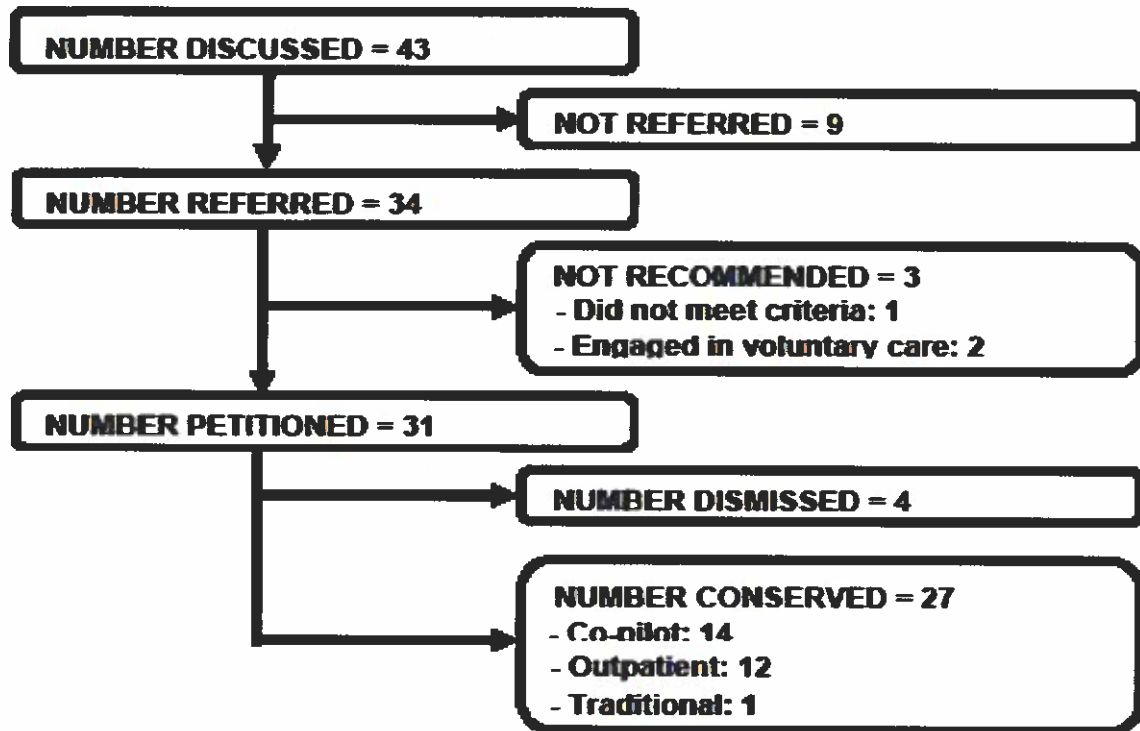 NUMBER DISCUSSED = 43
NOT REFERRED = 9
NUMBER REFERRED = 34
NOT RECOMMENDED = 3
- Did not meet criteria: 1
- Engaged in voluntary care: 2
NUMBER PETITIONED = 31
NUMBER DISMISSED = 4
NUMBER CONSERVED = 27
- Co-pilot: 14
- Outpatient: 12
- Traditional: 1